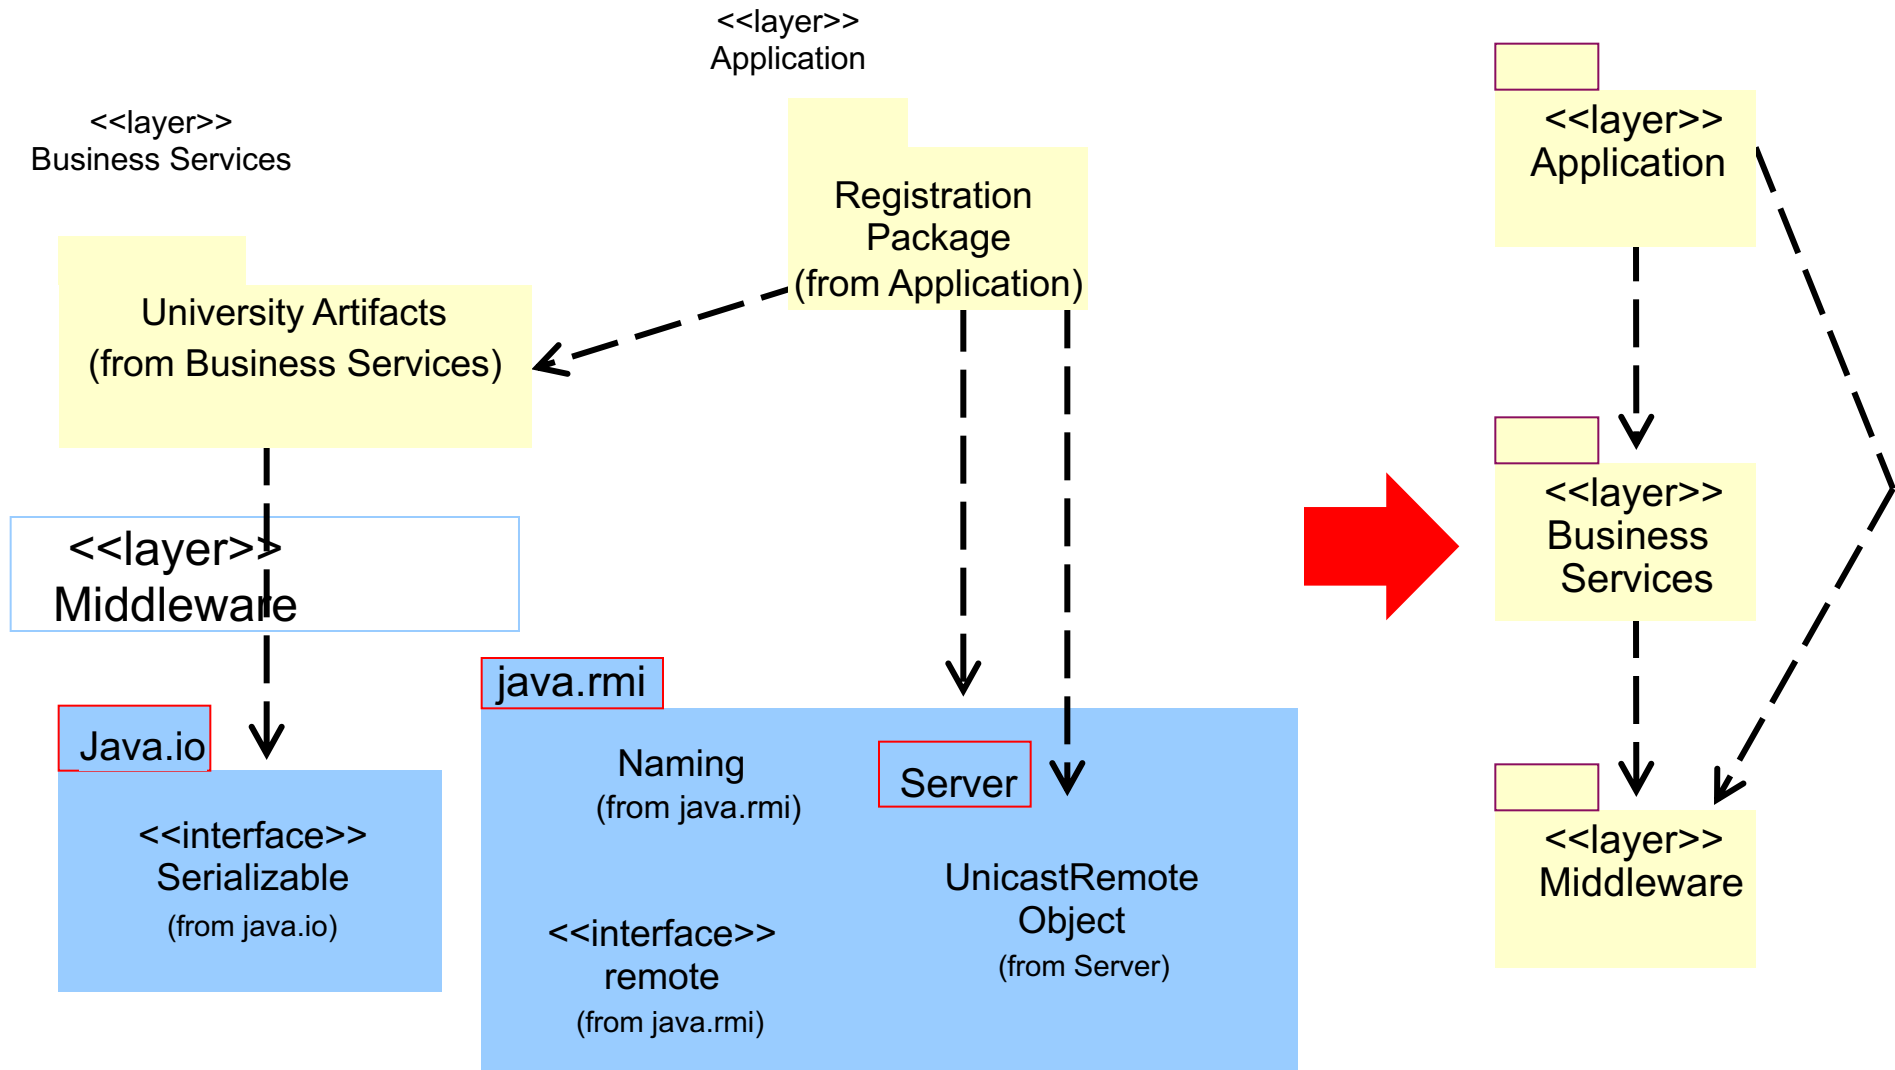 <<layer>>
Application
<<layer>>
Business Services
Registration
Package
(from Application)
University Artifacts
(from Business Services)
<<layer>>
Middleware
java.rmi
Java.io
Naming
(from java.rmi)
Server
<<interface>>
Serializable
(from java.io)
UnicastRemote
Object
(from Server)
<<interface>>
remote
(from java.rmi)
<<layer>>
Application
<<layer>>
Business
Services
<<layer>>
Middleware